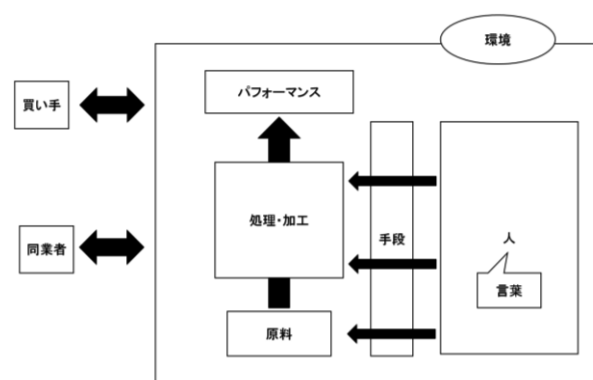 環境
買い手
パフォーマンス
処理・加工
同業者
手段
人
言葉
原料